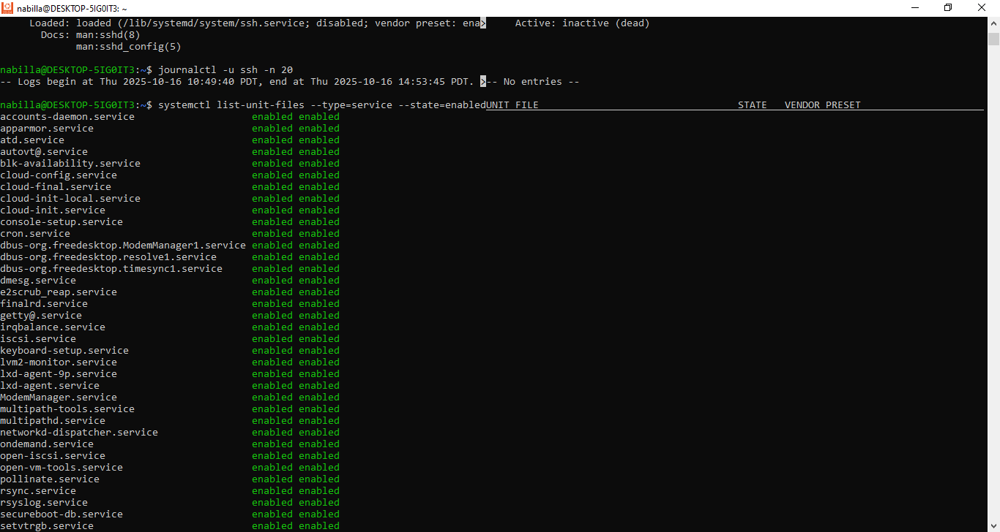 nabilla@DESKTOP-5IG0IT3: ~
Loaded: loaded (/lib/systemd/system/ssh.service; disabled; vendor preset: ena>     Active: inactive (dead)
Docs: man:sshd(8)
man:sshd_config(5)
nabilla@DESKTOP-5IG0IT3:~$ journalctl -u ssh -n 20
-- Logs begin at Thu 2025-10-16 10:49:40 PDT, end at Thu 2025-10-16 14:53:45 PDT. >-- No entries --
nabilla@DESKTOP-5IG0IT3:~$ systemctl list-unit-files --type=service --state=enabledUNIT FILE STATE VENDOR PRESET
accounts-daemon.service enabled enabled
apparmor.service enabled enabled
atd.service enabled enabled
autovt@.service enabled enabled
blk-availability.service enabled enabled
cloud-config.service enabled enabled
cloud-final.service enabled enabled
cloud-init-local.service enabled enabled
cloud-init.service enabled enabled
console-setup.service enabled enabled
cron.service enabled enabled
dbus-org.freedesktop.ModemManager1.service enabled enabled
dbus-org.freedesktop.resolve1.service enabled enabled
dbus-org.freedesktop.timesync1.service enabled enabled
dmesg.service enabled enabled
e2scrub_reap.service enabled enabled
finalrd.service enabled enabled
getty@.service enabled enabled
irqbalance.service enabled enabled
iscsi.service enabled enabled
keyboard-setup.service enabled enabled
lvm2-monitor.service enabled enabled
lxd-agent-9p.service enabled enabled
lxd-agent.service enabled enabled
ModemManager.service enabled enabled
multipath-tools.service enabled enabled
multipathd.service enabled enabled
networkd-dispatcher.service enabled enabled
ondemand.service enabled enabled
open-iscsi.service enabled enabled
open-vm-tools.service enabled enabled
pollinate.service enabled enabled
rsync.service enabled enabled
rsyslog.service enabled enabled
secureboot-db.service enabled enabled
setvtrgb.service enabled enabled